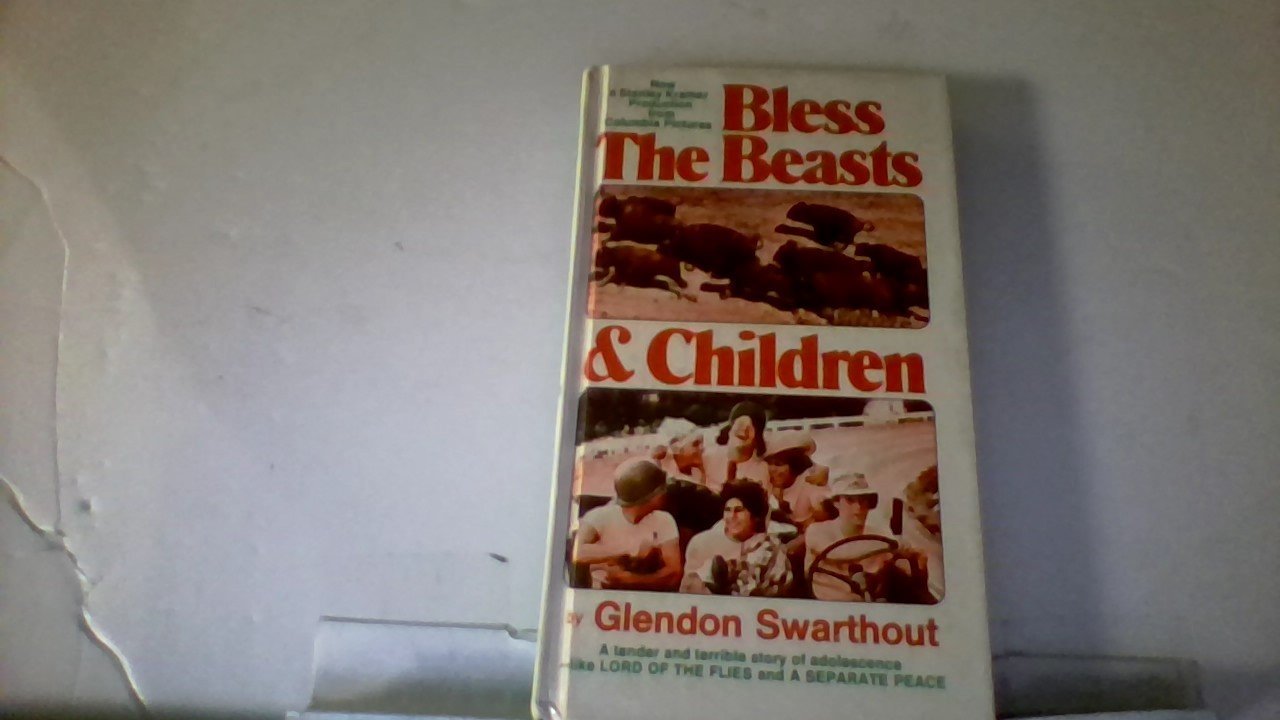 Now
a Stanley Kramer
Production
from
Columbia Pictures
Bless
The Beasts
& Children
by Glendon Swarthout
A tender and terrible story of adolescence
like LORD OF THE FLIES and A SEPARATE PEACE